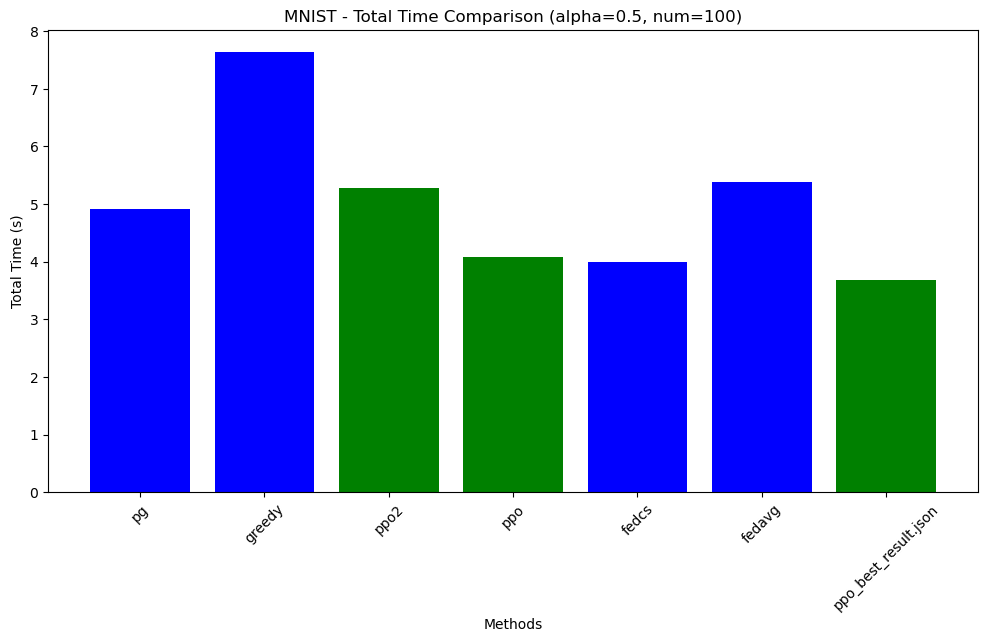 MNIST - Total Time Comparison (alpha=0.5, num=100)
Total Time (s)
8
7
6
5
4
3
2
1
0
pg
greedy
ppo2
ppo
fedcs
fedavg
ppo_best_result.json
Methods